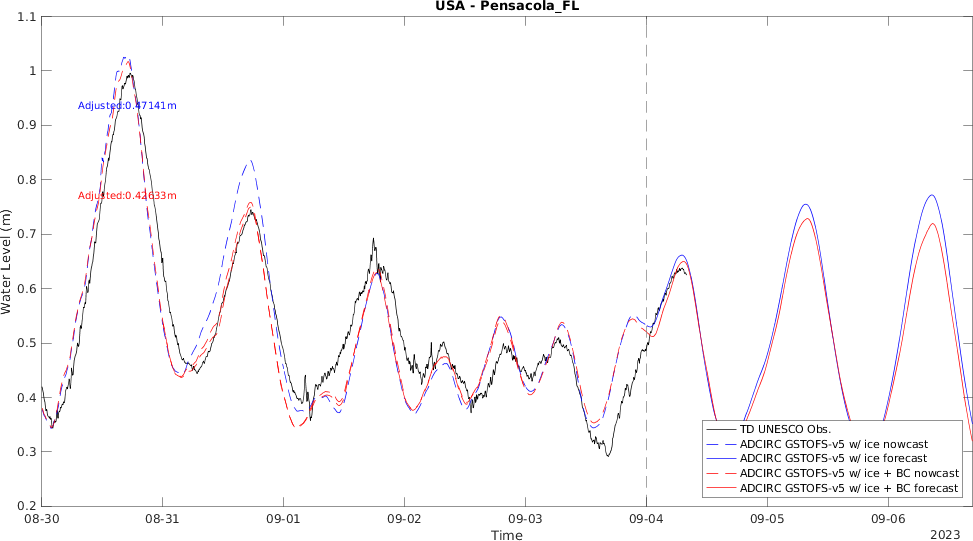 USA - Pensacola_FL
1.1
1
0.9
0.8
0.7
0.6
0.5
0.4
0.3
0.2
Water Level (m)
Adjusted:0.47141m
Adjusted:0.42633m
TD UNESCO Obs.
ADCIRC GSTOFS-v5 w/ ice nowcast
ADCIRC GSTOFS-v5 w/ ice forecast
ADCIRC GSTOFS-v5 w/ ice + BC nowcast
ADCIRC GSTOFS-v5 w/ ice + BC forecast
08-30 08-31 09-01 09-02 09-03 09-04 09-05 09-06
Time
2023